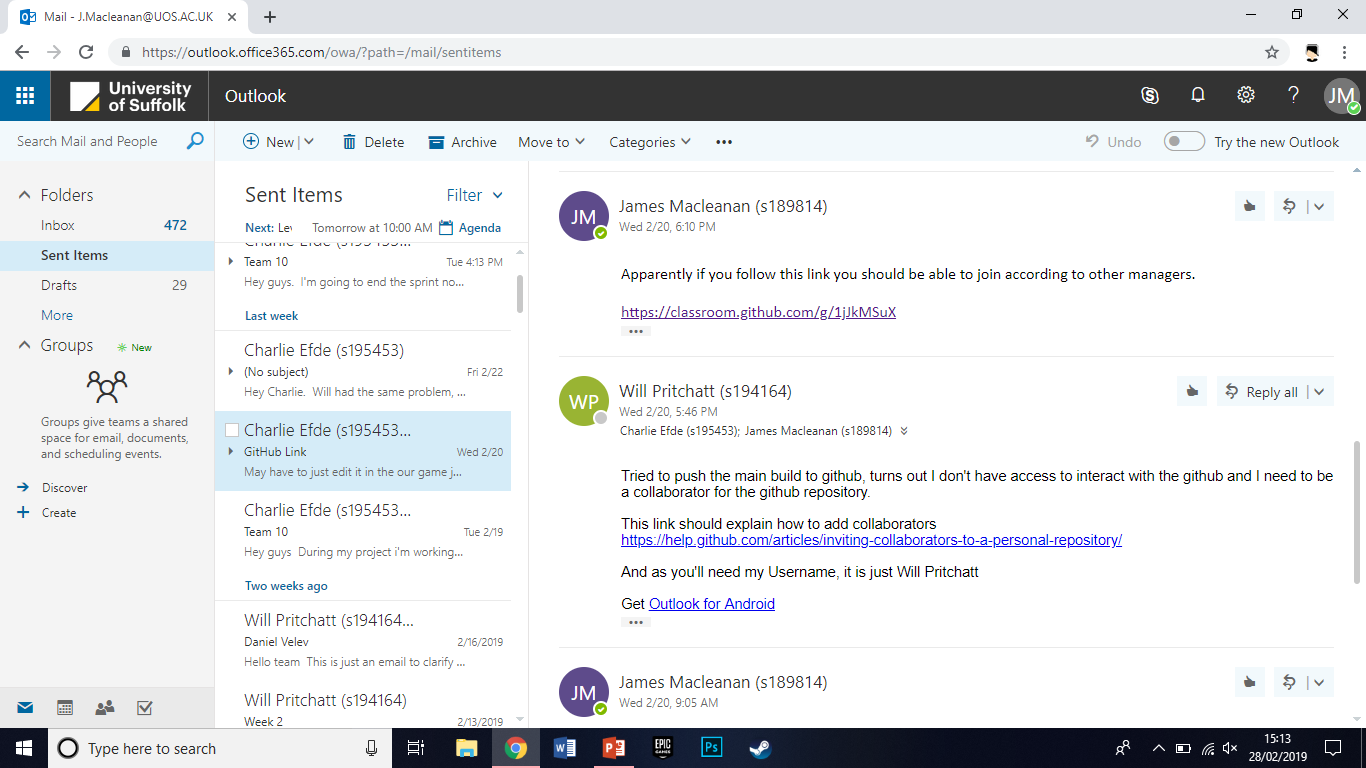 Mail - J.Macleanan@UOS.AC.UK
https://outlook.office365.com/owa/?path=/mail/sentitems
University of Suffolk
Outlook
JM
Search Mail and People
New
Delete
Archive
Move to
Categories
Undo
Try the new Outlook
Folders
Inbox 472
Sent Items
Drafts 29
More
Groups
New
Groups give teams a shared
space for email, documents,
and scheduling events.
Discover
Create
Sent Items
Filter
Next: Lev Tomorrow at 10:00 AM Agenda
Charlie Efde (s195453...
Team 10 Tue 4:13 PM
Hey guys. I'm going to end the sprint no...
Last week
Charlie Efde (s195453)
(No subject) Fri 2/22
Hey Charlie. Will had the same problem, ...
Charlie Efde (s195453...
GitHub Link Wed 2/20
May have to just edit it in the our game j...
Charlie Efde (s195453...
Team 10 Tue 2/19
Hey guys During my project i'm working...
Two weeks ago
Will Pritchatt (s194164...
Daniel Velev 2/16/2019
Hello team This is just an email to clarify ...
Will Pritchatt (s194164)
Week 2 2/13/2019
JM
James Macleanan (s189814)
Wed 2/20, 6:10 PM
Apparently if you follow this link you should be able to join according to other managers.
https://classroom.github.com/g/1jJkMSuX
WP
Will Pritchatt (s194164)
Reply all
Wed 2/20, 5:46 PM
Charlie Efde (s195453); James Macleanan (s189814)
Tried to push the main build to github, turns out I don't have access to interact with the github and I need to
be a collaborator for the github repository.
This link should explain how to add collaborators
https://help.github.com/articles/inviting-collaborators-to-a-personal-repository/
And as you'll need my Username, it is just Will Pritchatt
Get Outlook for Android
JM
James Macleanan (s189814)
Wed 2/20, 9:05 AM
Type here to search
EPIC GAMES
Ps
15:13
28/02/2019